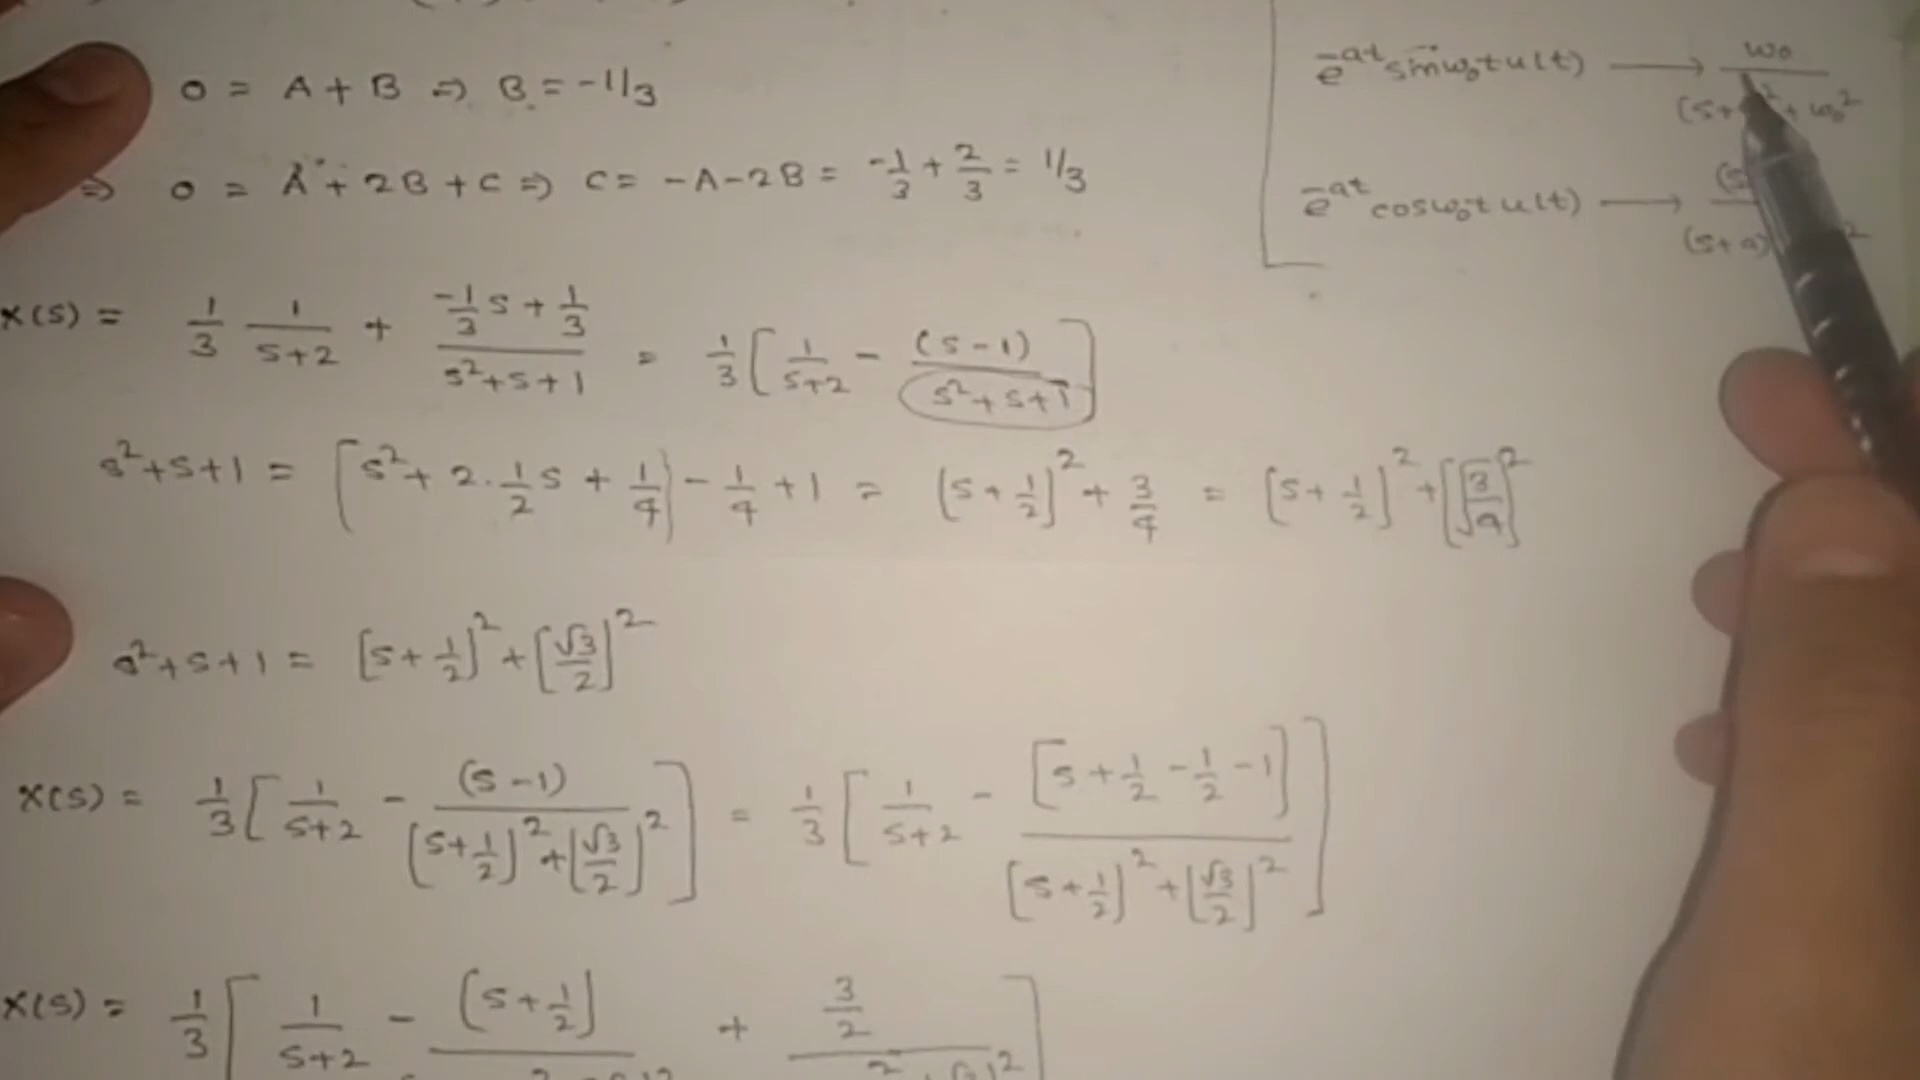 0 = A + B ⇒ B = -1/3
⇒ 0 = A + 2B + C ⇒ C = -A - 2B = -1/3 + 2/3 = 1/3
e^-at sinω₀t u(t) → ω₀ / (s+ ² + ω₀²
e^-at cosω₀t u(t) → (s / (s+a) ²
X(s) = 1/3 1/(s+2) + (-1/3 s + 1/3)/(s²+s+1) = 1/3 [1/(s+2) - (s-1)/(s²+s+1)]
s²+s+1 = [s² + 2·1/2 s + 1/4] - 1/4 + 1 = (s+1/2)² + 3/4 = [s+1/2]² + [√(3/4)]²
s²+s+1 = [s+1/2]² + [√3/2]²
X(s) = 1/3 [1/(s+2) - (s-1)/((s+1/2)² + (√3/2)²)] = 1/3 [1/(s+2) - [s+1/2-1/2-1]/([s+1/2]² + [√3/2]²)]
X(s) = 1/3 [1/(s+2) - (s+1/2) + 3/2